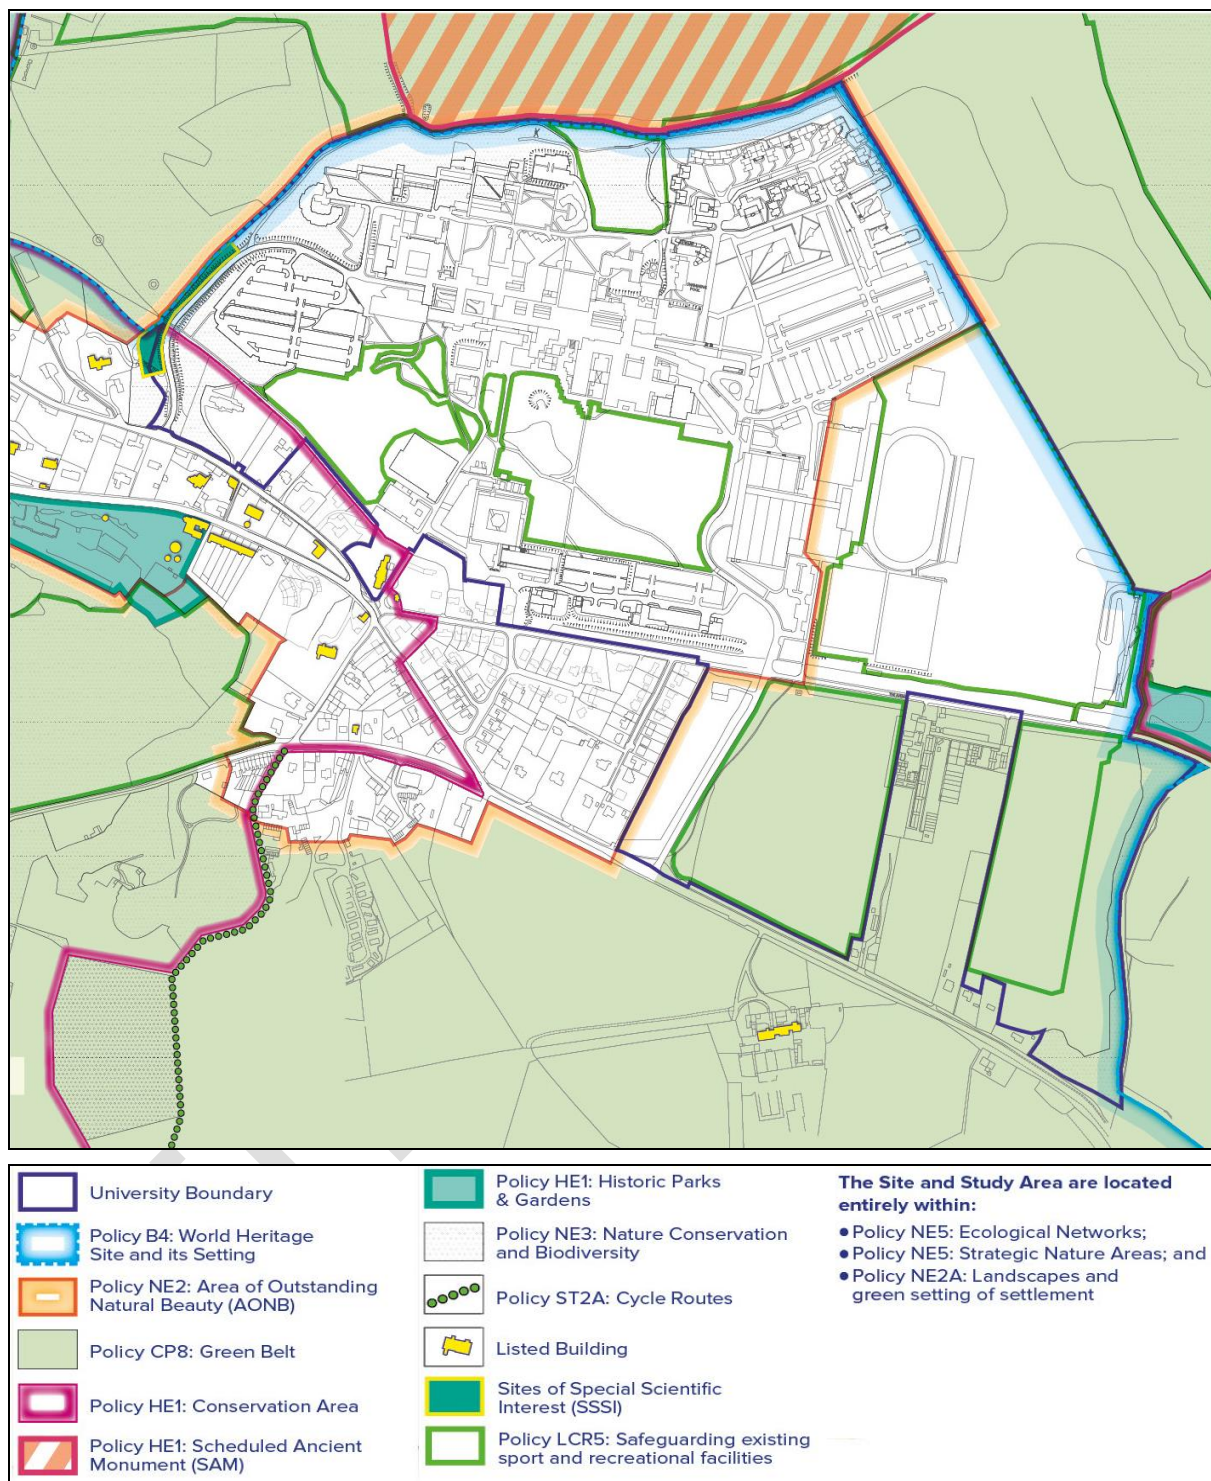 University Boundary
Policy B4: World Heritage
Site and its Setting
Policy NE2: Area of Outstanding
Natural Beauty (AONB)
Policy CP8: Green Belt
Policy HE1: Conservation Area
Policy HE1: Scheduled Ancient
Monument (SAM)
Policy HE1: Historic Parks
& Gardens
Policy NE3: Nature Conservation
and Biodiversity
Policy ST2A: Cycle Routes
Listed Building
Sites of Special Scientific
Interest (SSSI)
Policy LCR5: Safeguarding existing
sport and recreational facilities
The Site and Study Area are located
entirely within:
● Policy NE5: Ecological Networks;
● Policy NE5: Strategic Nature Areas; and
● Policy NE2A: Landscapes and
green setting of settlement